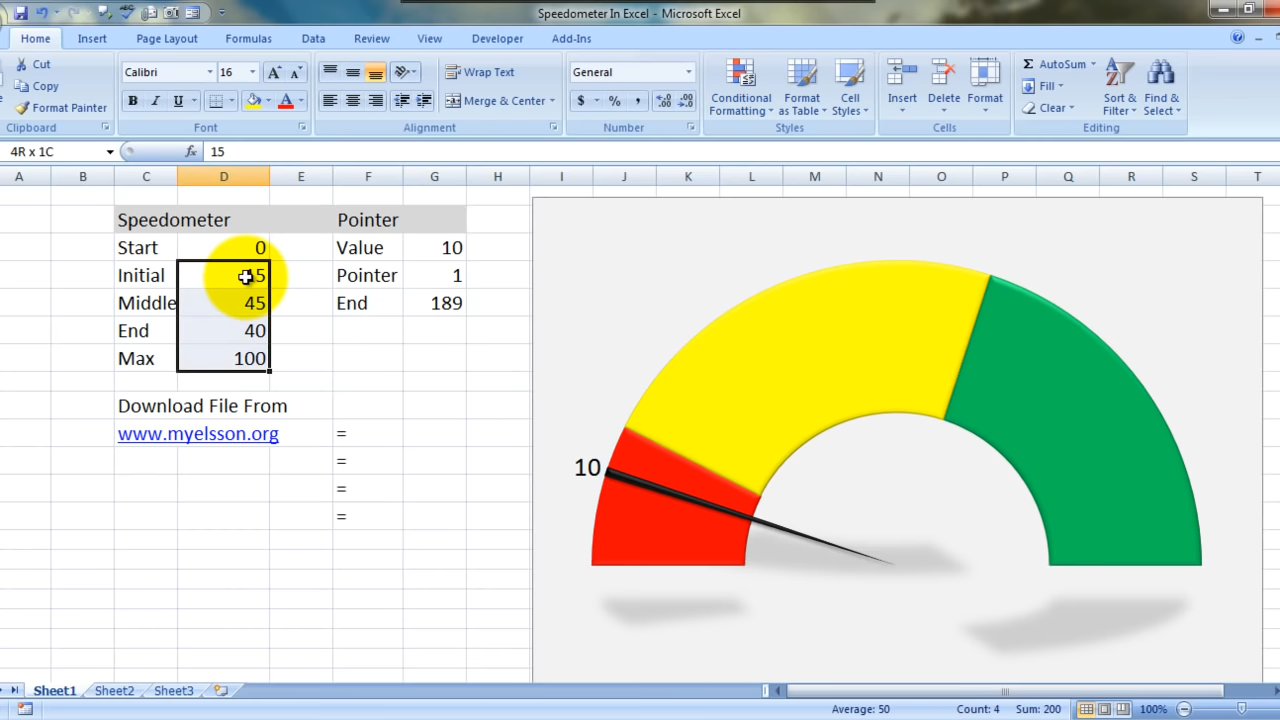 Speedometer In Excel - Microsoft Excel
Home Insert Page Layout Formulas Data Review View Developer Add-Ins
Cut
Copy
Format Painter
Clipboard
Calibri 16
B I U
Font
Wrap Text
Merge & Center
Alignment
General
$ % ,
Number
Conditional Formatting
Format as Table
Cell Styles
Styles
Insert Delete Format
Cells
AutoSum
Fill
Clear
Sort & Filter
Find & Select
Editing
4R x 1C fx 15
A B C D E F G H I J K L M N O P Q R S T
Speedometer Pointer
Start 0 Value 10
Initial 15 Pointer 1
Middle 45 End 189
End 40
Max 100
Download File From
www.myelsson.org =
=
=
=
10
Sheet1 Sheet2 Sheet3
Average: 50 Count: 4 Sum: 200 100%